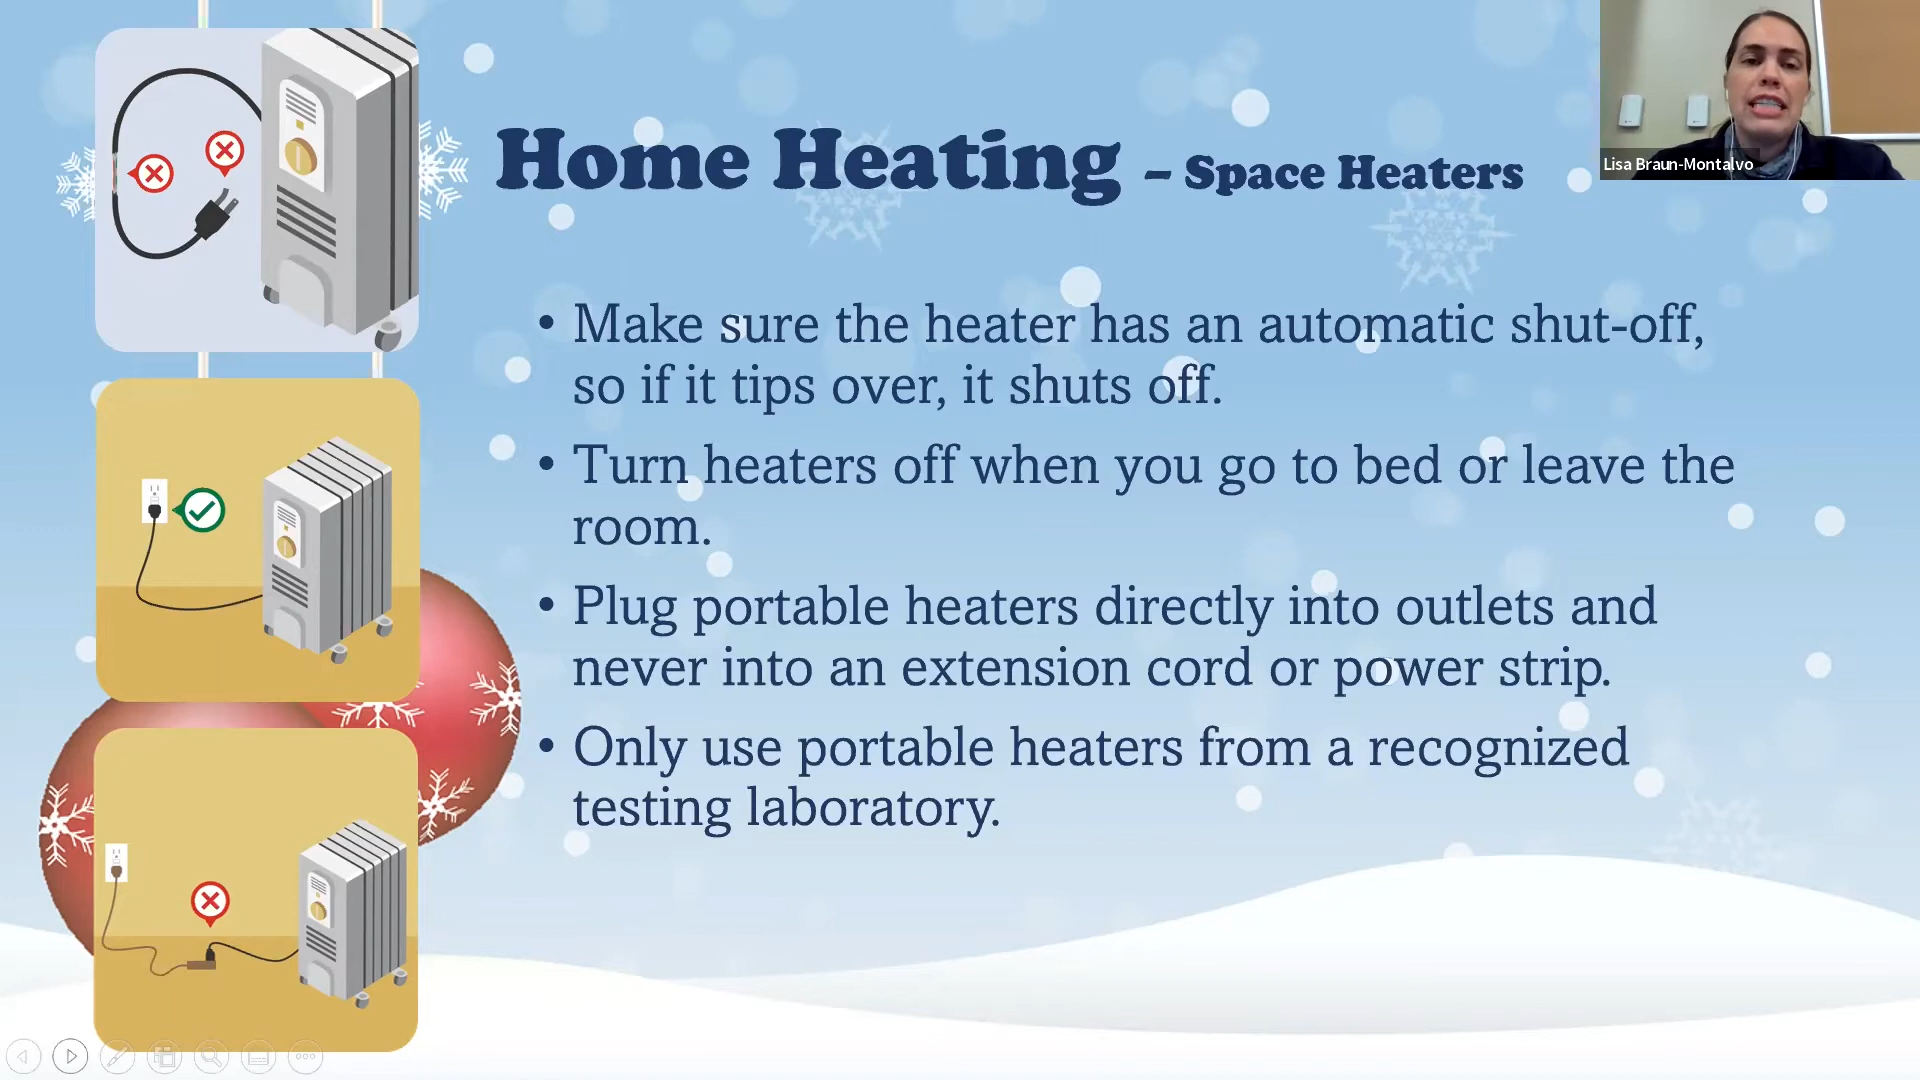 Home Heating – Space Heaters
Lisa Braun-Montalvo
• Make sure the heater has an automatic shut-off,
so if it tips over, it shuts off.
• Turn heaters off when you go to bed or leave the
room.
• Plug portable heaters directly into outlets and
never into an extension cord or power strip.
• Only use portable heaters from a recognized
testing laboratory.